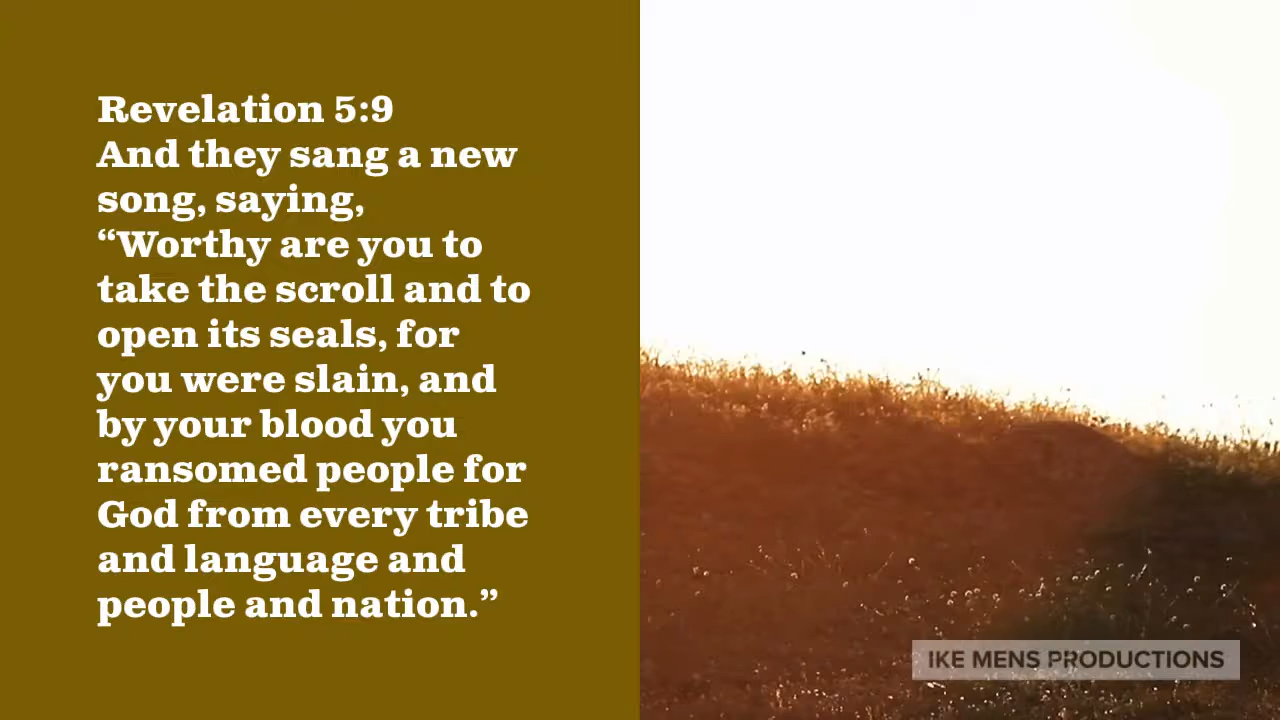 Revelation 5:9
And they sang a new
song, saying,
“Worthy are you to
take the scroll and to
open its seals, for
you were slain, and
by your blood you
ransomed people for
God from every tribe
and language and
people and nation.”
IKE MENS PRODUCTIONS